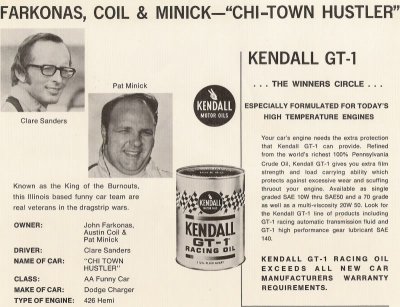 FARKONAS, COIL & MINICK—“CHI-TOWN HUSTLER”
Clare Sanders
Pat Minick
Known as the King of the Burnouts,
this Illinois based funny car team are
real veterans in the dragstrip wars.
OWNER: John Farkonas,
Austin Coil &
Pat Minick
DRIVER: Clare Sanders
NAME OF CAR: "CHI TOWN
HUSTLER"
CLASS: AA Funny Car
MAKE OF CAR: Dodge Charger
TYPE OF ENGINE: 426 Hemi
KENDALL
MOTOR OILS
KENDALL
GT-1
RACING OIL
KENDALL GT-1
. . . THE WINNERS CIRCLE . . .
ESPECIALLY FORMULATED FOR TODAY'S
HIGH TEMPERATURE ENGINES
Your car's engine needs the extra protection
that Kendall GT-1 can provide. Refined
from the world's richest 100% Pennsylvania
Crude Oil, Kendall GT-1 gives you extra film
strength and load carrying ability which
protects against excessive wear and scuffing
thruout your engine. Available as single
graded SAE 10W thru SAE50 and a 70 grade
as well as a multi-viscosity 20W 50. Look for
the Kendall GT-1 line of products including
GT-1 racing automatic transmission fluid and
GT-1 high performance gear lubricant SAE
140.
KENDALL GT-1 RACING OIL
EXCEEDS ALL NEW CAR
MANUFACTURERS WARRANTY
REQUIREMENTS.